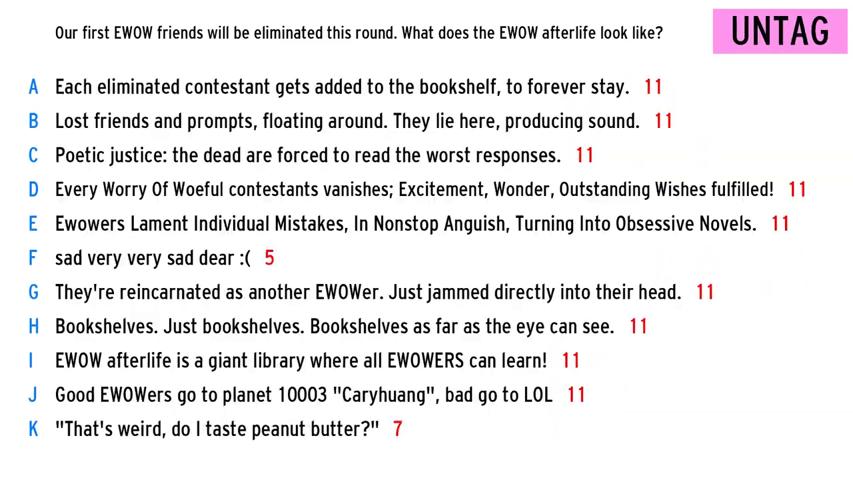 Our first EWOW friends will be eliminated this round. What does the EWOW afterlife look like?
UNTAG
A Each eliminated contestant gets added to the bookshelf, to forever stay. 11
B Lost friends and prompts, floating around. They lie here, producing sound. 11
C Poetic justice: the dead are forced to read the worst responses. 11
D Every Worry Of Woeful contestants vanishes; Excitement, Wonder, Outstanding Wishes fulfilled! 11
E Ewowers Lament Individual Mistakes, In Nonstop Anguish, Turning Into Obsessive Novels. 11
F sad very very sad dear :( 5
G They're reincarnated as another EWOWer. Just jammed directly into their head. 11
H Bookshelves. Just bookshelves. Bookshelves as far as the eye can see. 11
I EWOW afterlife is a giant library where all EWOWERS can learn! 11
J Good EWOWers go to planet 10003 "Caryhuang", bad go to LOL 11
K "That's weird, do I taste peanut butter?" 7